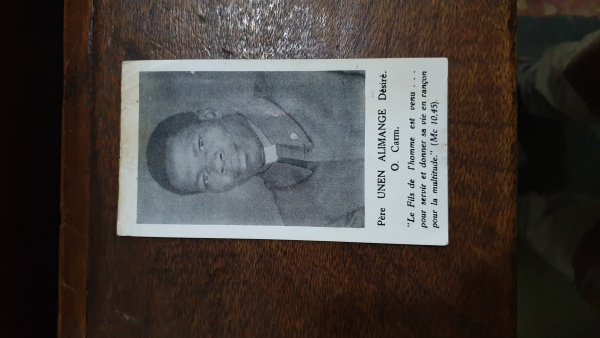 Père UNEN ALIMANGE Désiré.
O. Carm.
"Le Fils de l'homme est venu . . .
pour servir et donner sa vie en rançon
pour la multitude." (Mc 10,45).